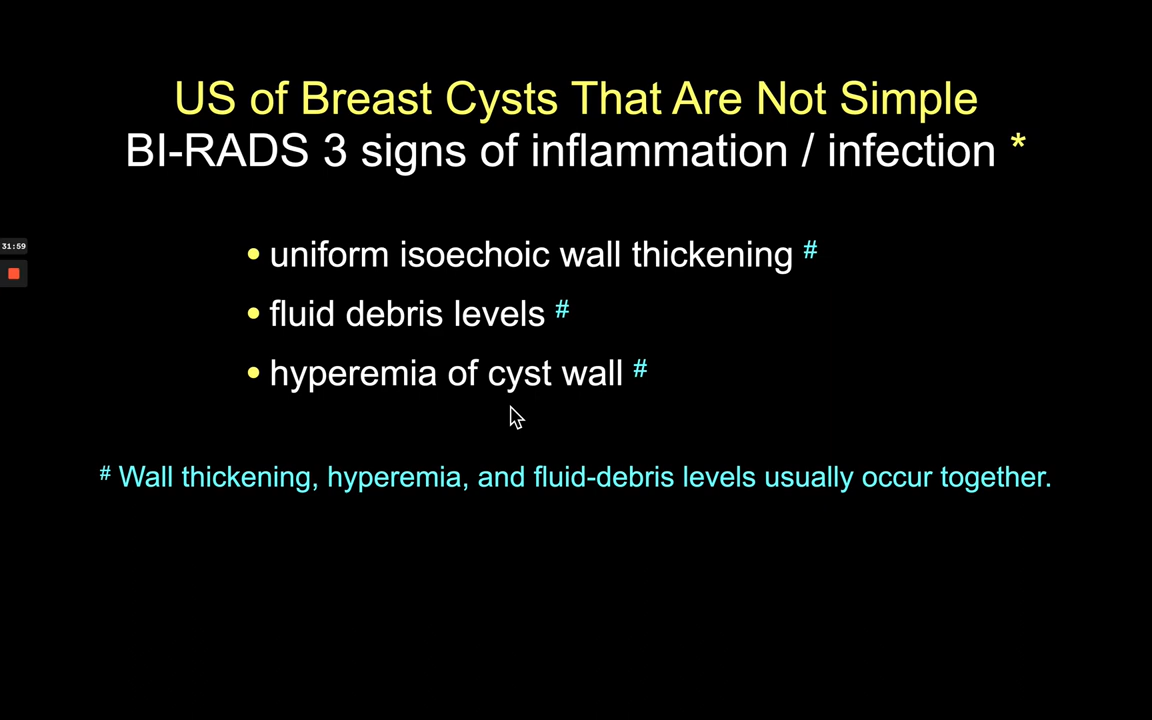 US of Breast Cysts That Are Not Simple
BI-RADS 3 signs of inflammation / infection *
31:59
• uniform isoechoic wall thickening #
• fluid debris levels #
• hyperemia of cyst wall #
# Wall thickening, hyperemia, and fluid-debris levels usually occur together.